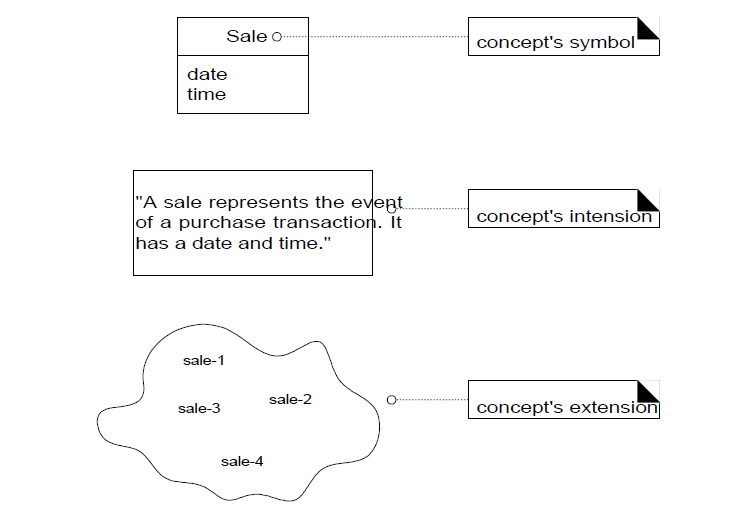 Sale
concept's symbol
date
time
"A sale represents the event
of a purchase transaction. It
has a date and time."
concept's intension
sale-1
sale-2
sale-3
sale-4
concept's extension